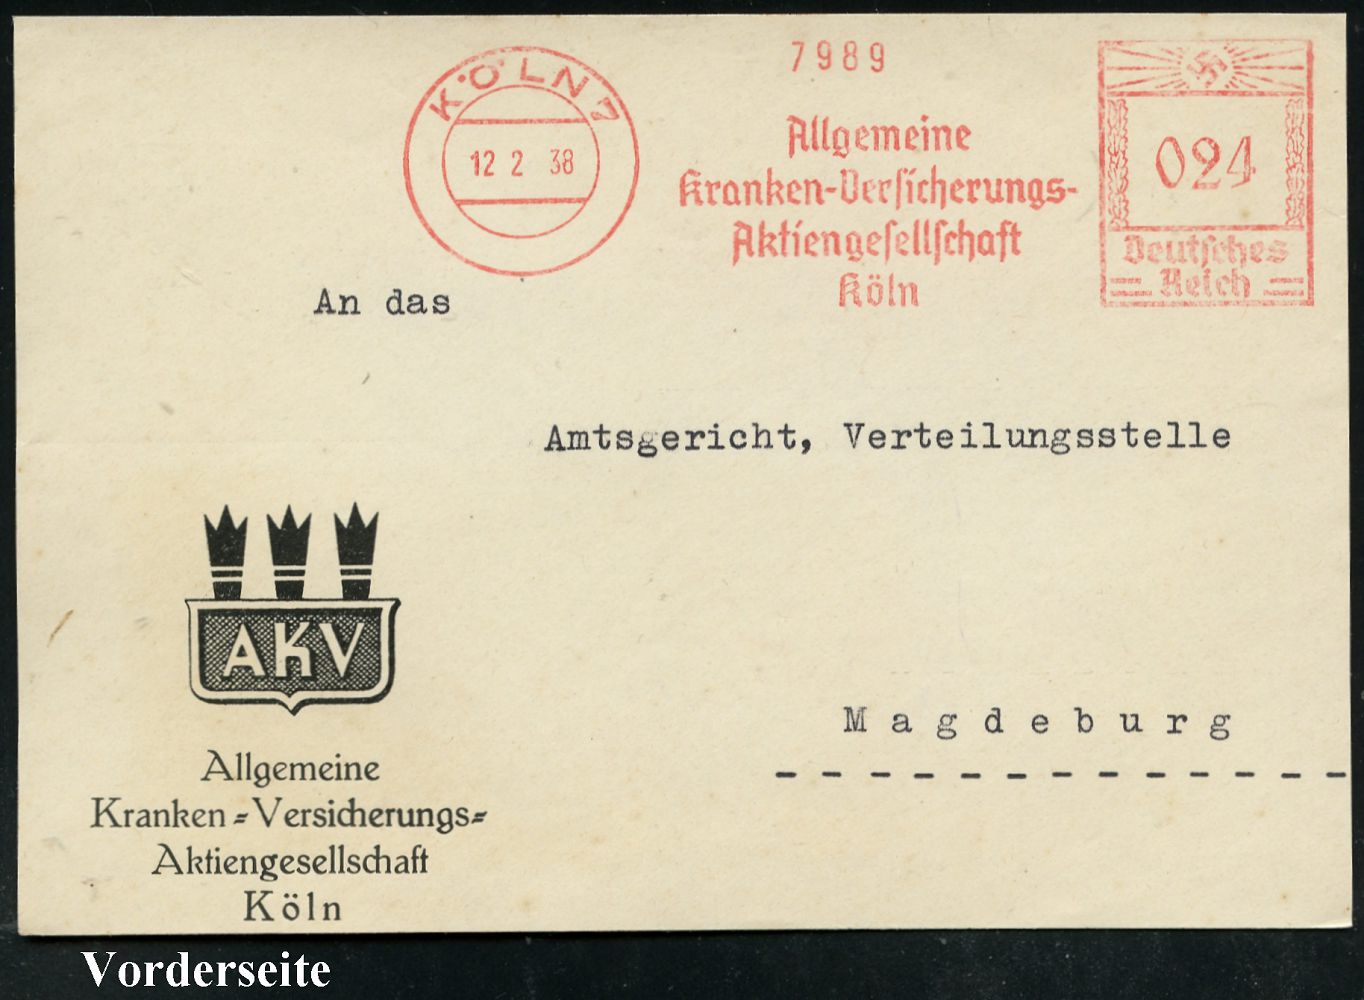 KÖLN 7
12 2 38
7989
Allgemeine
Kranken-Versicherungs-
Aktiengesellschaft
Köln
024
Deutsches
Reich
An das
Amtsgericht, Verteilungsstelle
Magdeburg
AKV
Allgemeine
Kranken-Versicherungs-
Aktiengesellschaft
Köln
Vorderseite